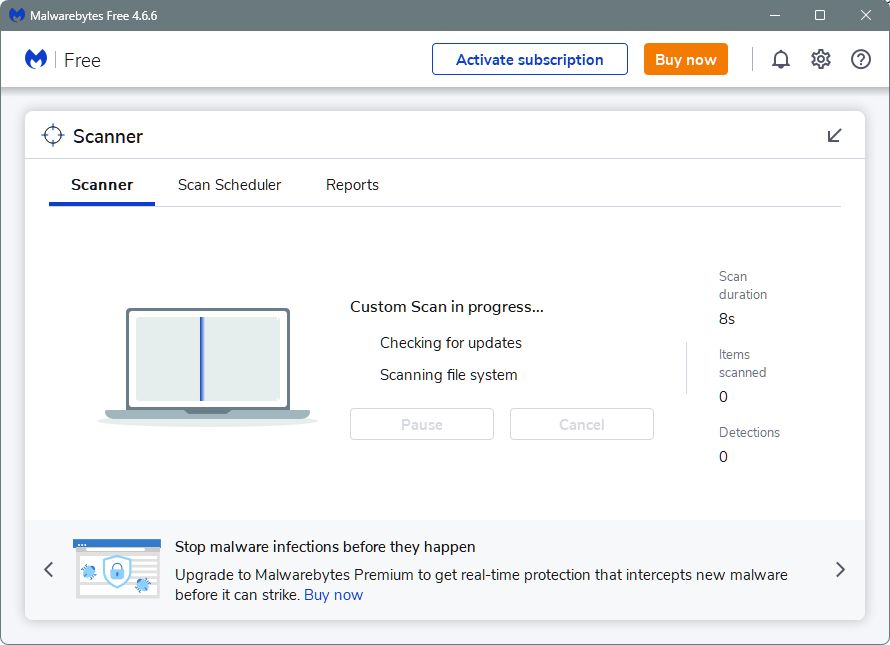 Malwarebytes Free 4.6.6
Free
Activate subscription
Buy now
Scanner
Scanner
Scan Scheduler
Reports
Custom Scan in progress...
Checking for updates
Scanning file system
Pause
Cancel
Scan
duration
8s
Items
scanned
0
Detections
0
Stop malware infections before they happen
Upgrade to Malwarebytes Premium to get real-time protection that intercepts new malware
before it can strike. Buy now